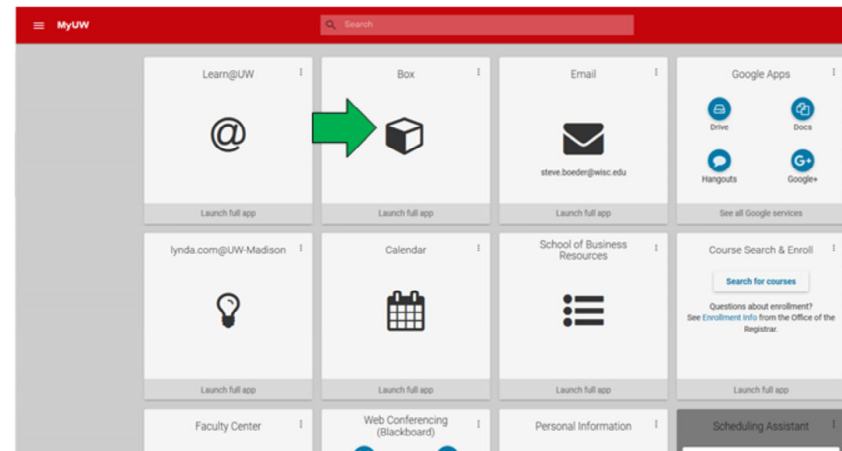 MyUW
Search
Learn@UW
@
Launch full app
Box
Launch full app
Email
steve.boeder@wisc.edu
Launch full app
Google Apps
Drive
Docs
Hangouts
G+
Google+
See all Google services
lynda.com@UW-Madison
Launch full app
Calendar
Launch full app
School of Business
Resources
Launch full app
Course Search & Enroll
Search for courses
Questions about enrollment?
See Enrollment Info from the Office of the
Registrar.
Launch full app
Faculty Center
Web Conferencing
(Blackboard)
Personal Information
Scheduling Assistant